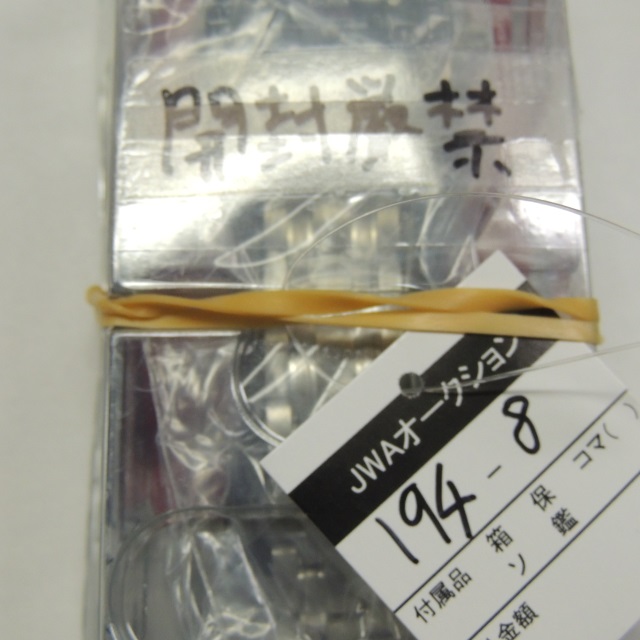 開封厳禁
JWAオークション
194-8
付属品 箱 保 コマ( )
ソ 鑑
金額